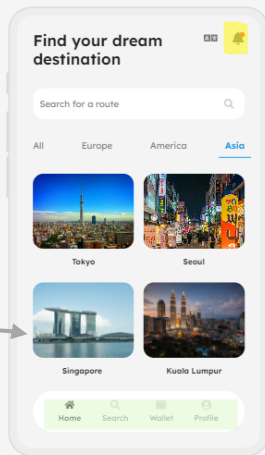 Find your dream
destination
Search for a route
All Europe America Asia
Tokyo Seoul
Singapore Kuala Lumpur
Home Search Wallet Profile